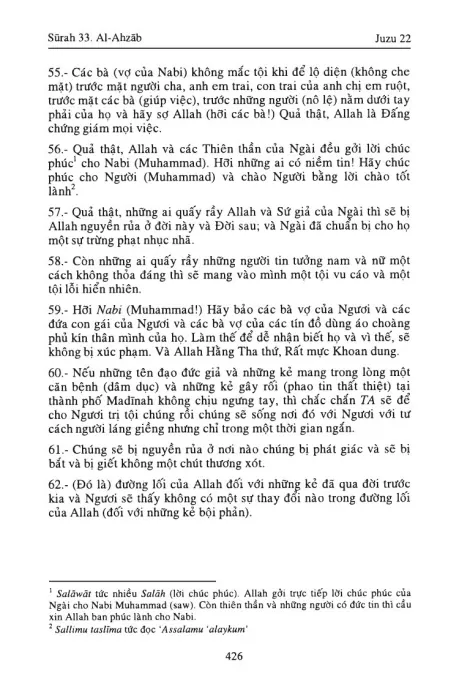 Sūrah 33. Al-Ahzāb
Juzu 22
55.- Các bà (vợ của Nabi) không mắc tội khi để lộ diện (không che
mặt) trước mặt người cha, anh em trai, con trai của anh chị em ruột,
trước mặt các bà (giúp việc), trước những người (nô lệ) nằm dưới tay
phải của họ và hãy sợ Allah (hỡi các bà!) Quả thật, Allah là Đấng
chứng giám mọi việc.
56.- Quả thật, Allah và các Thiên thần của Ngài đều gởi lời chúc
phúc¹ cho Nabi (Muhammad). Hỡi những ai có niềm tin! Hãy chúc
phúc cho Người (Muhammad) và chào Người bằng lời chào tốt
lành².
57.- Quả thật, những ai quấy rầy Allah và Sứ giả của Ngài thì sẽ bị
Allah nguyền rủa ở đời này và Đời sau; và Ngài đã chuẩn bị cho họ
một sự trừng phạt nhục nhã.
58.- Còn những ai quấy rầy những người tin tưởng nam và nữ một
cách không thỏa đáng thì sẽ mang vào mình một tội vu cáo và một
tội lỗi hiển nhiên.
59.- Hỡi Nabi (Muhammad!) Hãy bảo các bà vợ của Ngươi và các
đứa con gái của Ngươi và các bà vợ của các tín đồ dùng áo choàng
phủ kín thân mình của họ. Làm thế để dễ nhận biết họ và vì thế, sẽ
không bị xúc phạm. Và Allah Hằng Tha thứ, Rất mực Khoan dung.
60.- Nếu những tên đạo đức giả và những kẻ mang trong lòng một
căn bệnh (dâm dục) và những kẻ gây rối (phao tin thất thiệt) tại
thành phố Madīnah không chịu ngưng tay, thì chắc chắn TA sẽ để
cho Ngươi trị tội chúng rồi chúng sẽ sống nơi đó với Ngươi với tư
cách người láng giềng nhưng chỉ trong một thời gian ngắn.
61.- Chúng sẽ bị nguyền rủa ở nơi nào chúng bị phát giác và sẽ bị
bắt và bị giết không một chút thương xót.
62.- (Đó là) đường lối của Allah đối với những kẻ đã qua đời trước
kia và Ngươi sẽ thấy không có một sự thay đổi nào trong đường lối
của Allah (đối với những kẻ bội phản).
¹ Salāwāt tức nhiều Salāh (lời chúc phúc). Allah gởi trực tiếp lời chúc phúc của
Ngài cho Nabi Muhammad (saw). Còn thiên thần và những người có đức tin thì cầu
xin Allah ban phúc lành cho Nabi.
² Sallimu taslīma tức đọc ‘Assalamu ‘alaykum’
426